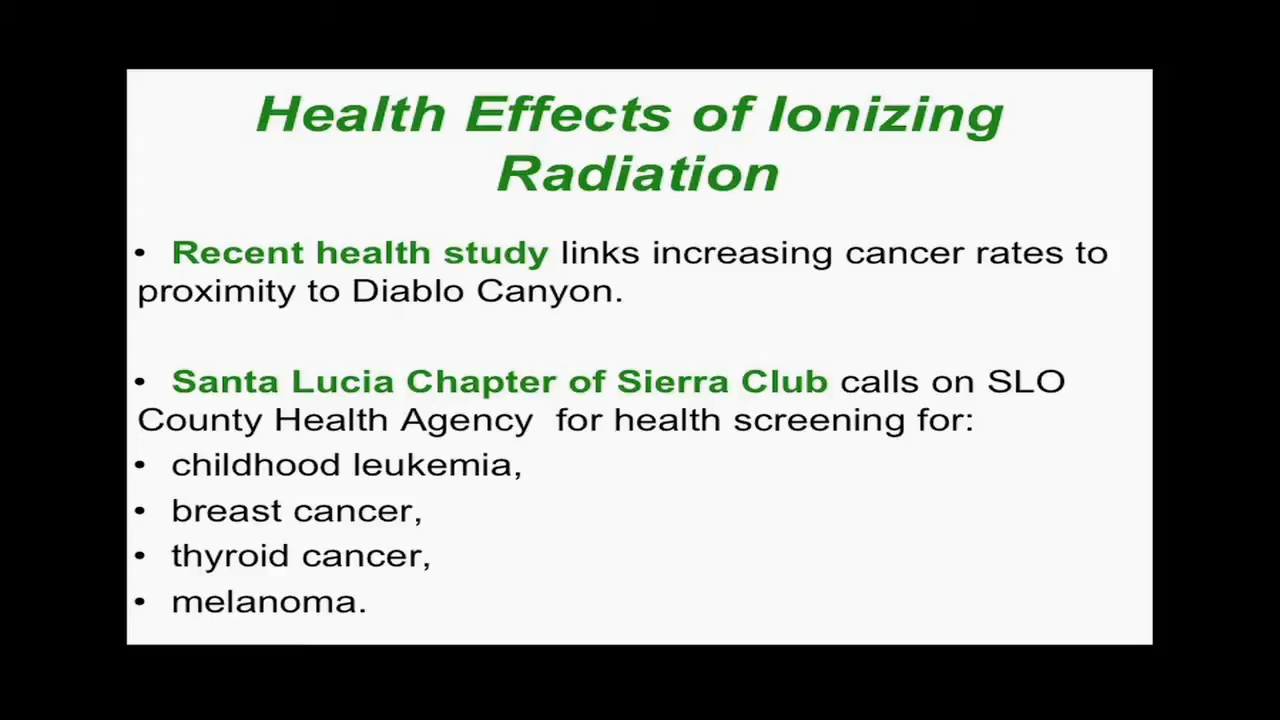 Health Effects of Ionizing
Radiation
• Recent health study links increasing cancer rates to
proximity to Diablo Canyon.
• Santa Lucia Chapter of Sierra Club calls on SLO
County Health Agency  for health screening for:
• childhood leukemia,
• breast cancer,
• thyroid cancer,
• melanoma.